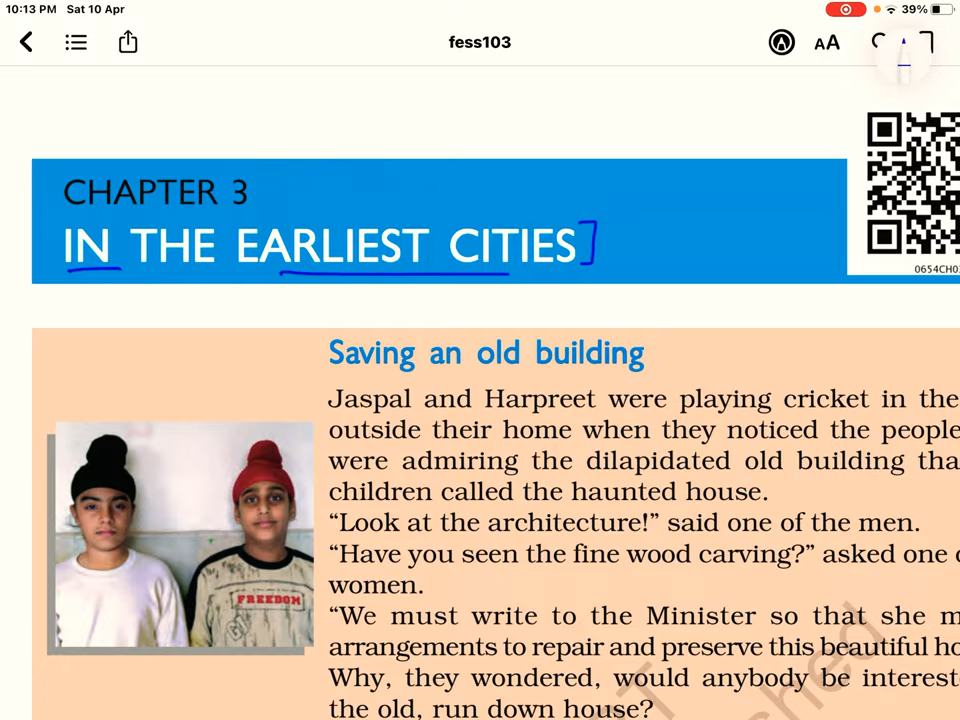 10:13 PM Sat 10 Apr
39%
fess103
AA
CHAPTER 3
IN THE EARLIEST CITIES
0654CH03
Saving an old building
Jaspal and Harpreet were playing cricket in the
outside their home when they noticed the people
were admiring the dilapidated old building tha
children called the haunted house.
“Look at the architecture!” said one of the men.
“Have you seen the fine wood carving?” asked one
women.
“We must write to the Minister so that she m
arrangements to repair and preserve this beautiful ho
Why, they wondered, would anybody be interest
the old, run down house?
FREEDOM